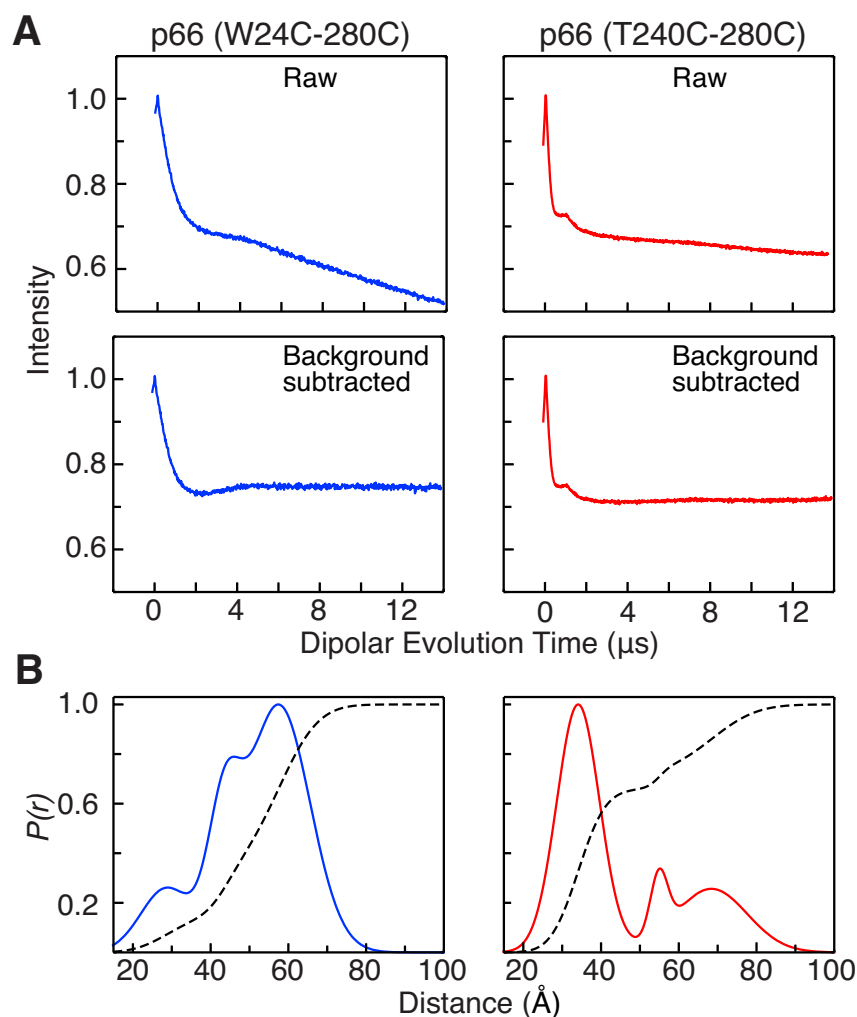 A
p66 (W24C-280C)
p66 (T240C-280C)
Raw
Raw
1.0
0.8
0.6
Intensity
Background
subtracted
Background
subtracted
1.0
0.8
0.6
0 4 8 12
0 4 8 12
Dipolar Evolution Time (µs)
B
1.0
0.6
0.2
P(r)
20 40 60 80 100
20 40 60 80 100
Distance (Å)